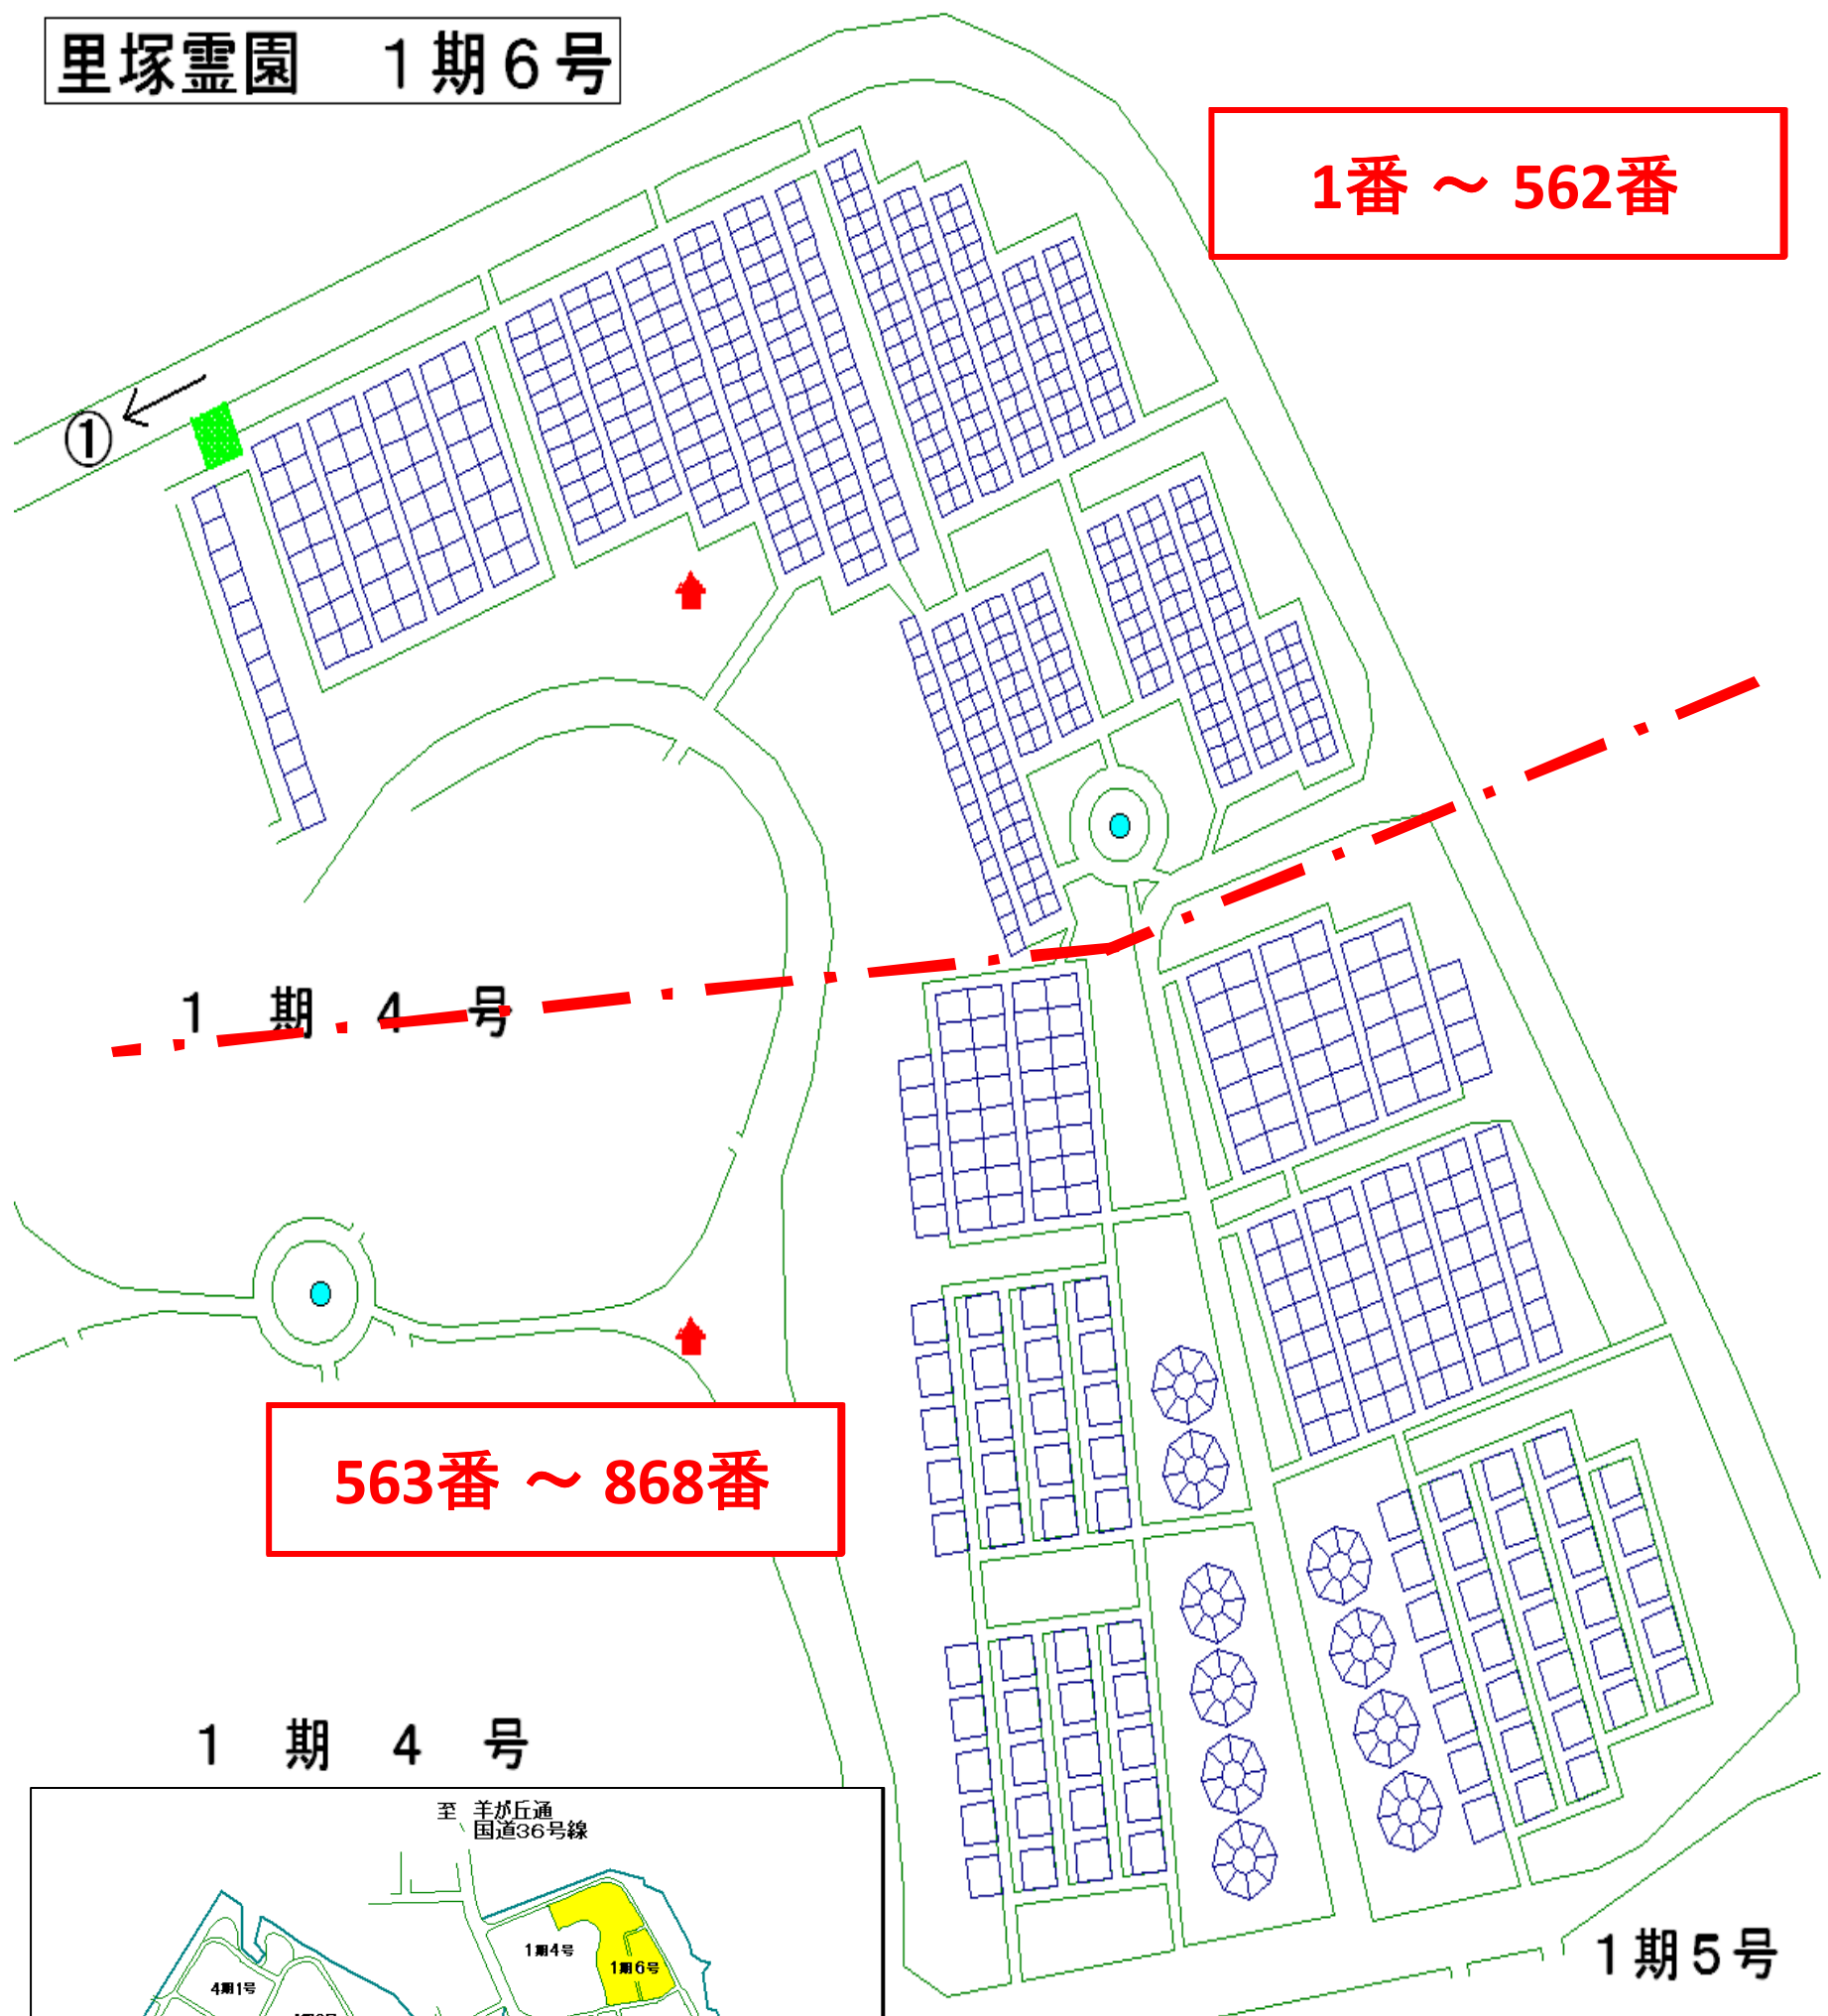 里塚霊園　1期6号
1番 ～ 562番
①
1　期　4　号
563番 ～ 868番
1　期　4　号
至　羊が丘通
国道36号線
1期4号
1期6号
4期1号
1期5号